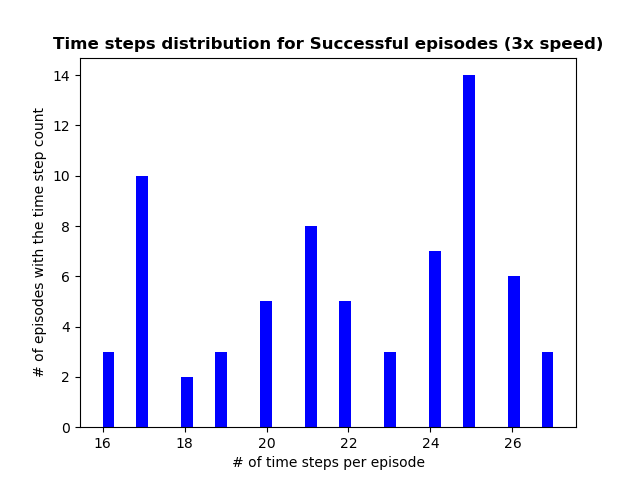 Time steps distribution for Successful episodes (3x speed)
14
12
10
8
6
4
2
0
# of episodes with the time step count
16 18 20 22 24 26
# of time steps per episode